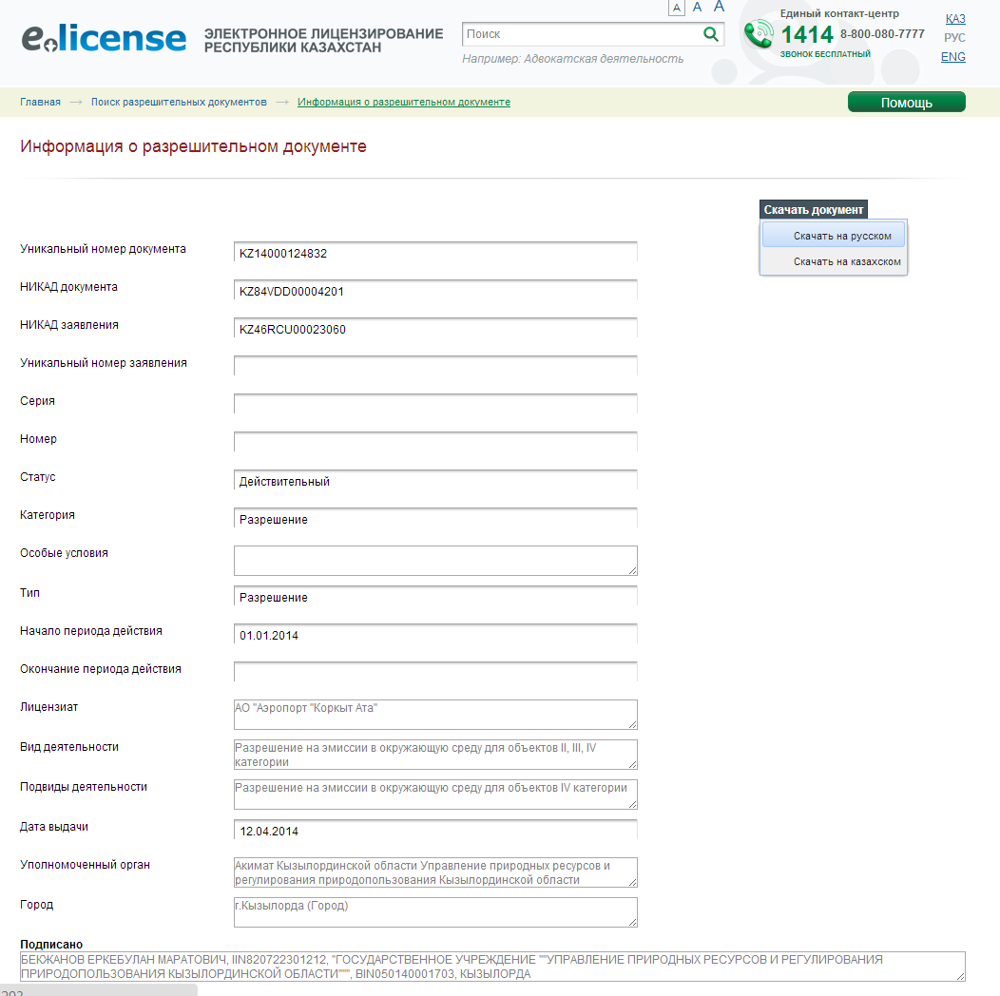 A A A
e.license
ЭЛЕКТРОННОЕ ЛИЦЕНЗИРОВАНИЕ
РЕСПУБЛИКИ КАЗАХСТАН
Поиск
Например: Адвокатская деятельность
Единый контакт-центр
1414 8-800-080-7777
ЗВОНОК БЕСПЛАТНЫЙ
ҚАЗ
РУС
ENG
Главная → Поиск разрешительных документов → Информация о разрешительном документе
Помощь
Информация о разрешительном документе
Скачать документ
Скачать на русском
Скачать на казахском
Уникальный номер документа KZ14000124832
НИКАД документа KZ84VDD00004201
НИКАД заявления KZ46RCU00023060
Уникальный номер заявления
Серия
Номер
Статус Действительный
Категория Разрешение
Особые условия
Тип Разрешение
Начало периода действия 01.01.2014
Окончание периода действия
Лицензиат АО "Аэропорт "Коркыт Ата"
Вид деятельности Разрешение на эмиссии в окружающую среду для объектов II, III, IV
категории
Подвиды деятельности Разрешение на эмиссии в окружающую среду для объектов IV категории
Дата выдачи 12.04.2014
Уполномоченный орган Акимат Кызылординской области Управление природных ресурсов и
регулирования природопользования Кызылординской области
Город г.Кызылорда (Город)
Подписано
БЕКЖАНОВ ЕРКЕБУЛАН МАРАТОВИЧ, IIN820722301212, "ГОСУДАРСТВЕННОЕ УЧРЕЖДЕНИЕ ""УПРАВЛЕНИЕ ПРИРОДНЫХ РЕСУРСОВ И РЕГУЛИРОВАНИЯ
ПРИРОДОПОЛЬЗОВАНИЯ КЫЗЫЛОРДИНСКОЙ ОБЛАСТИ""", BIN050140001703, КЫЗЫЛОРДА